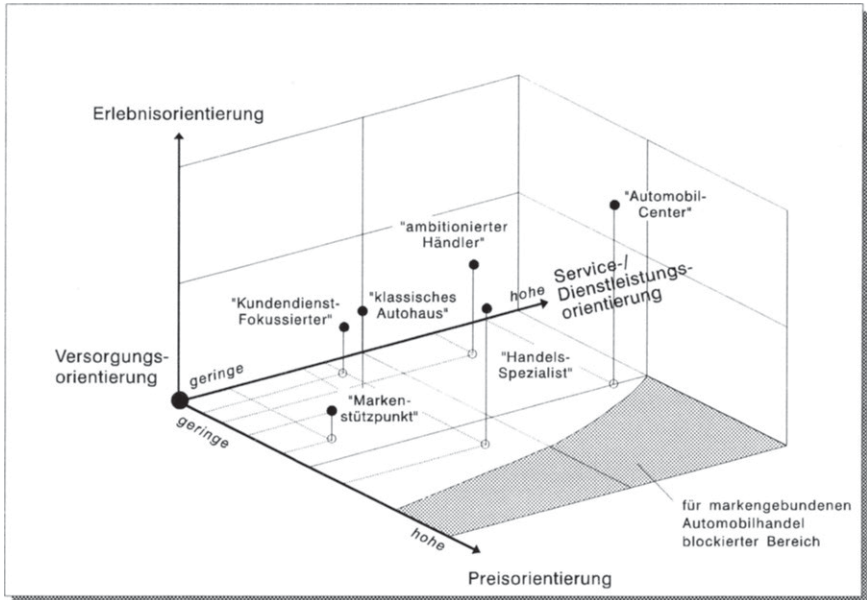 Erlebnisorientierung
"Automobil-
Center"
"ambitionierter
Händler"
Service-/
Dienstleistungs-
orientierung
hohe
"Kundendienst-
Fokussierter"
"klassisches
Autohaus"
Versorgungs-
orientierung
geringe
"Handels-
Spezialist"
"Marken-
stützpunkt"
geringe
für markengebundenen
Automobilhandel
blockierter Bereich
hohe
Preisorientierung